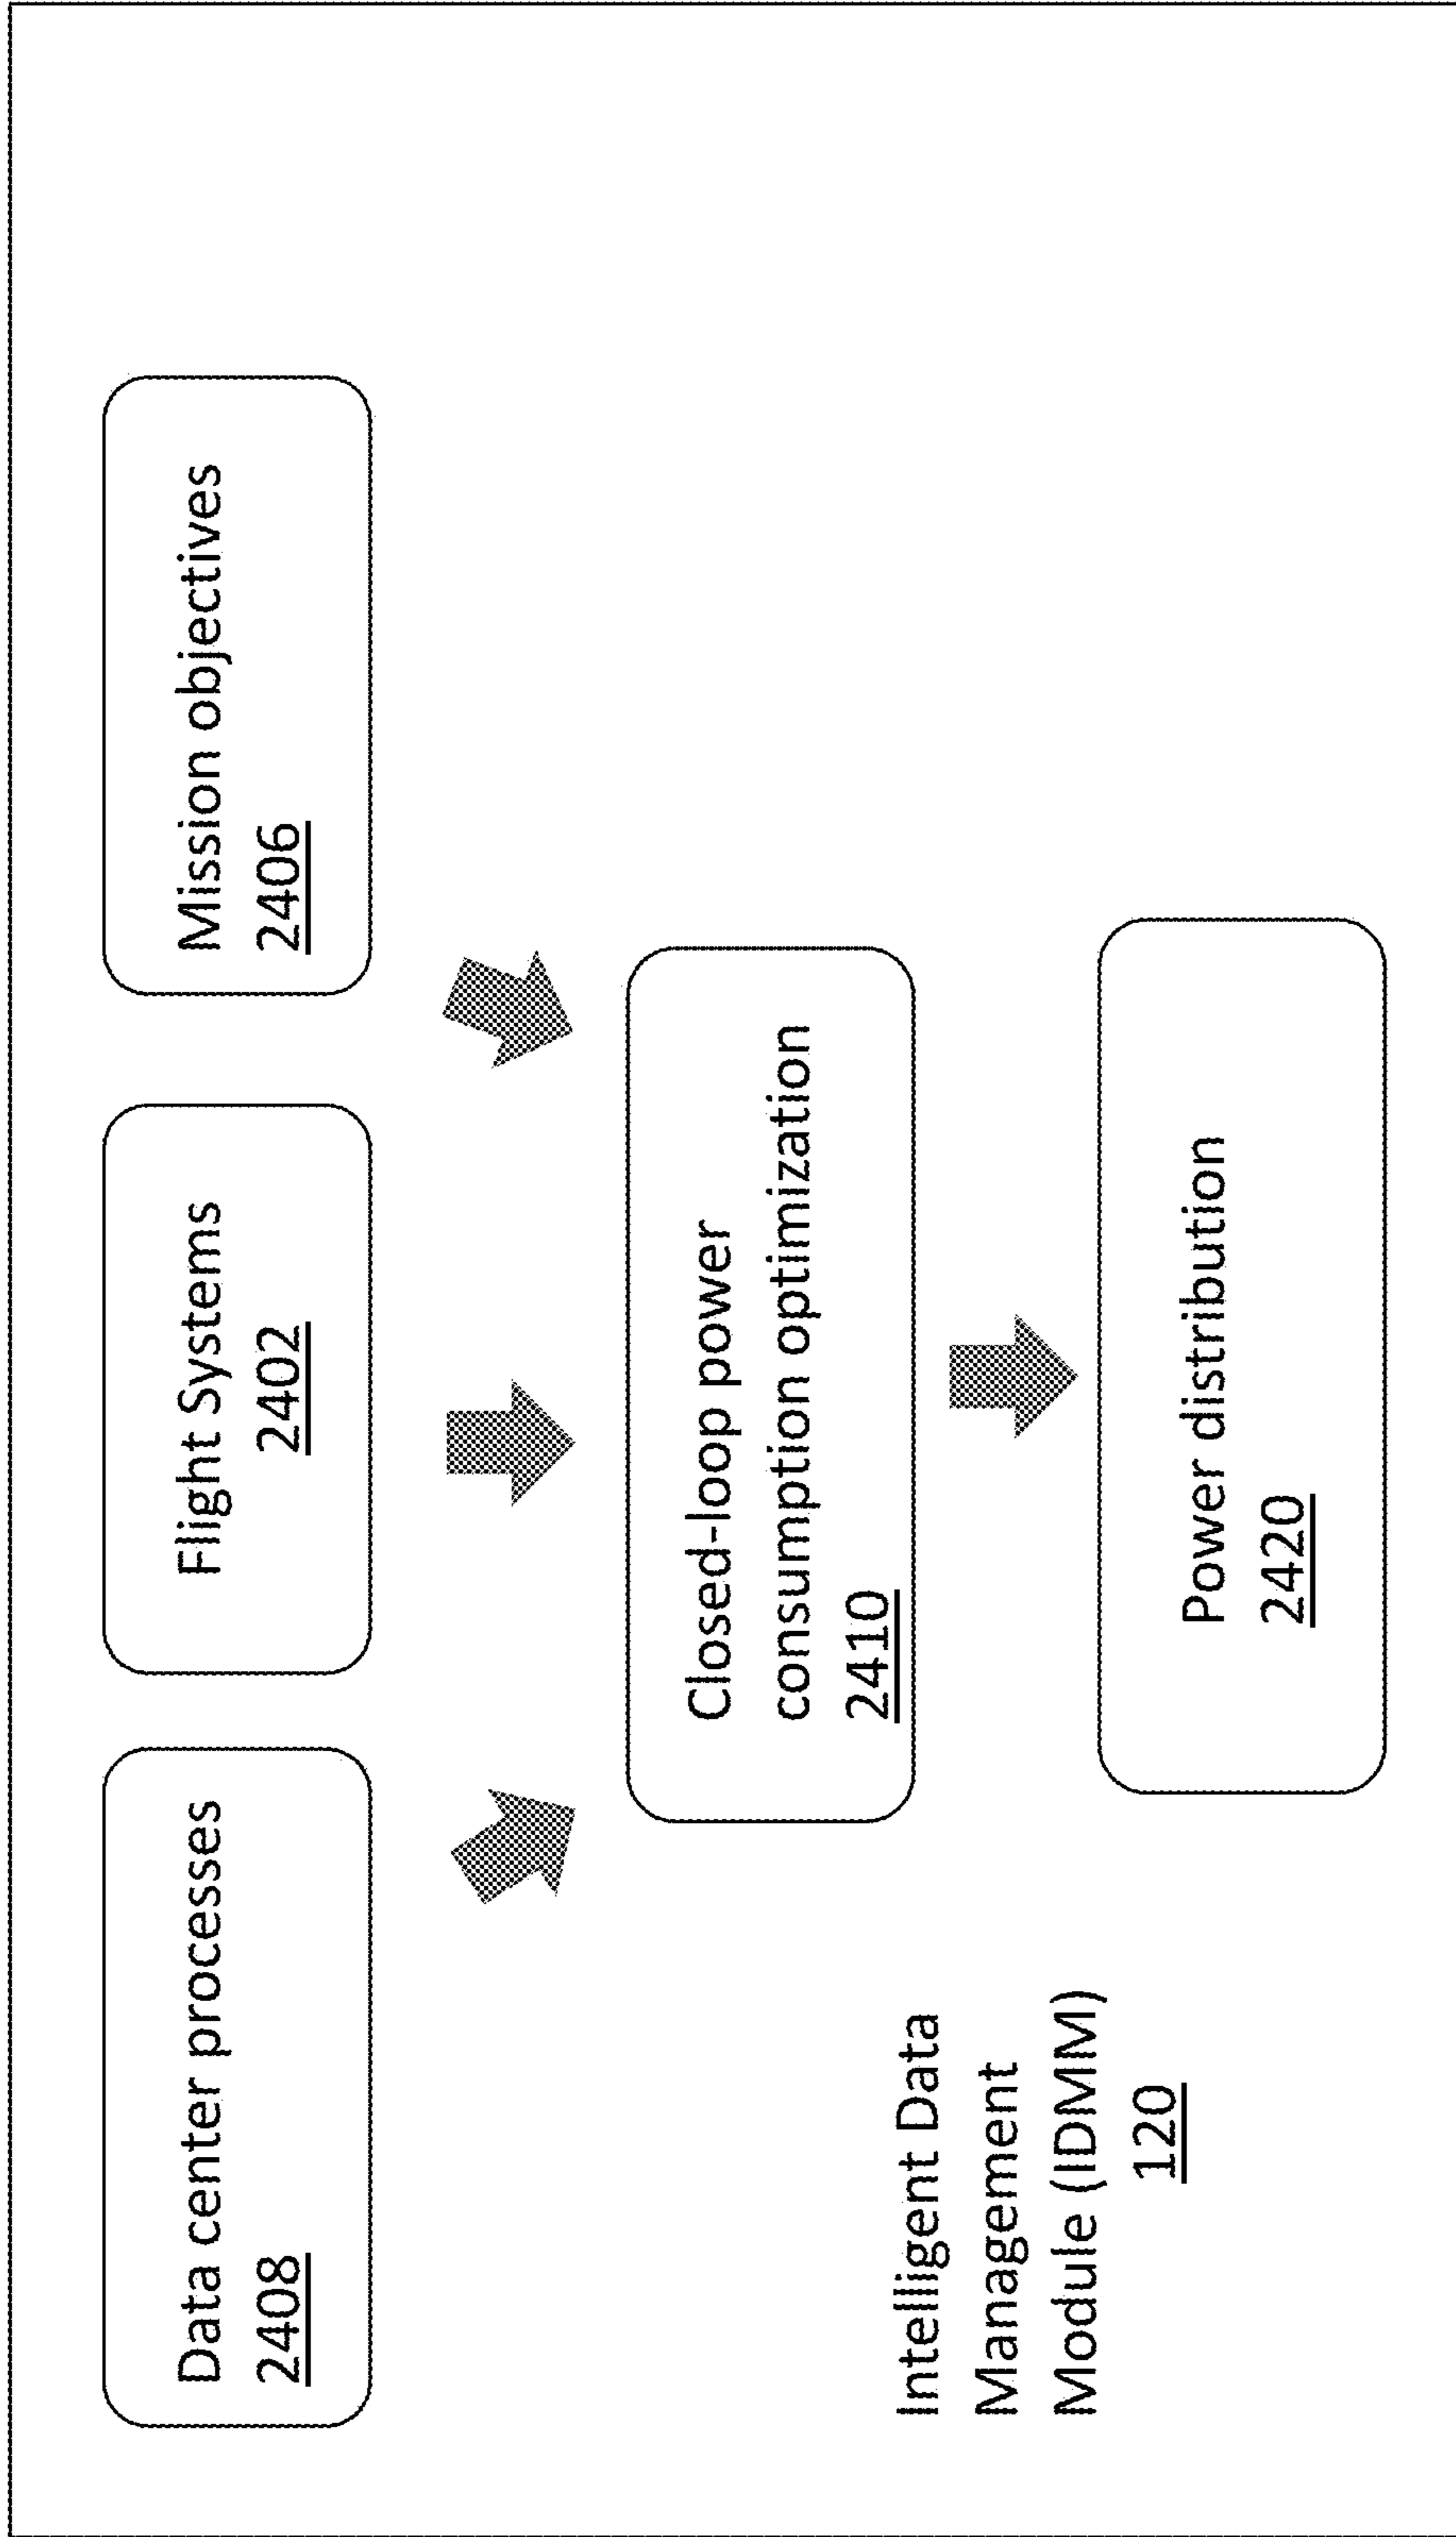 Data center processes
2408
Flight Systems
2402
Mission objectives
2406
Closed-loop power
consumption optimization
2410
Power distribution
2420
Intelligent Data
Management
Module (IDMM)
120